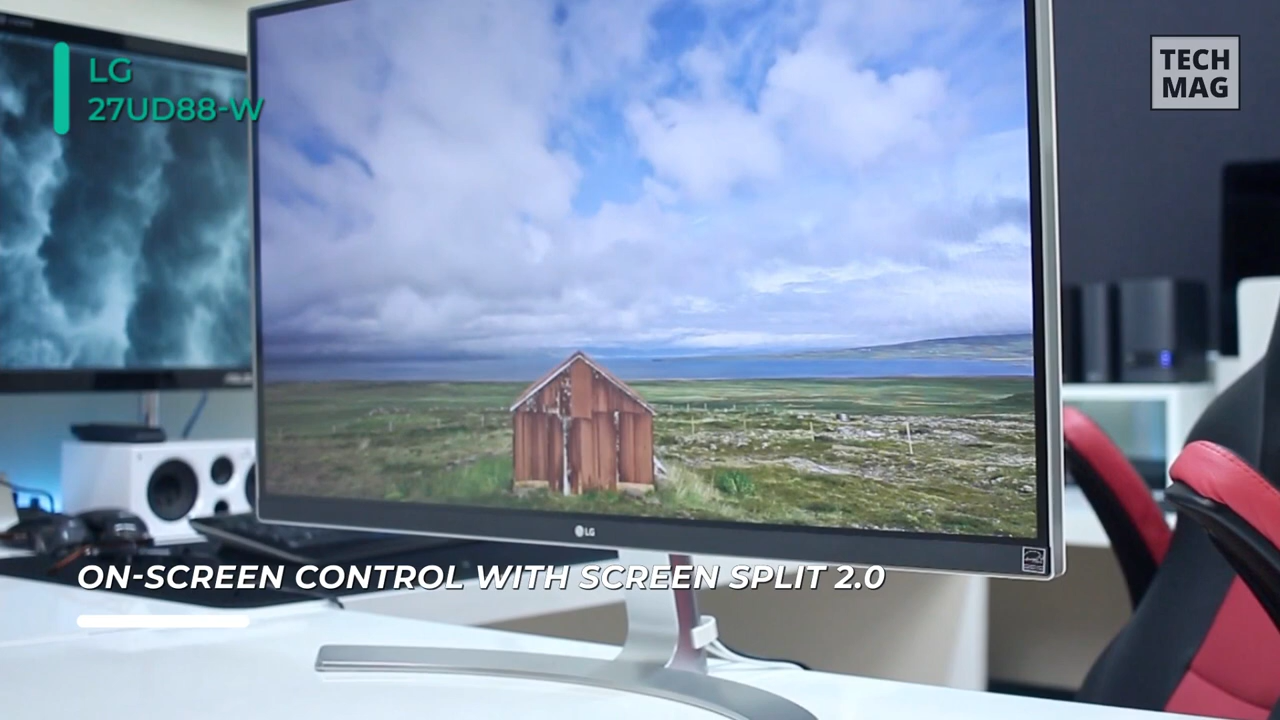 LG
27UD88-W
TECH
MAG
LG
ON-SCREEN CONTROL WITH SCREEN SPLIT 2.0